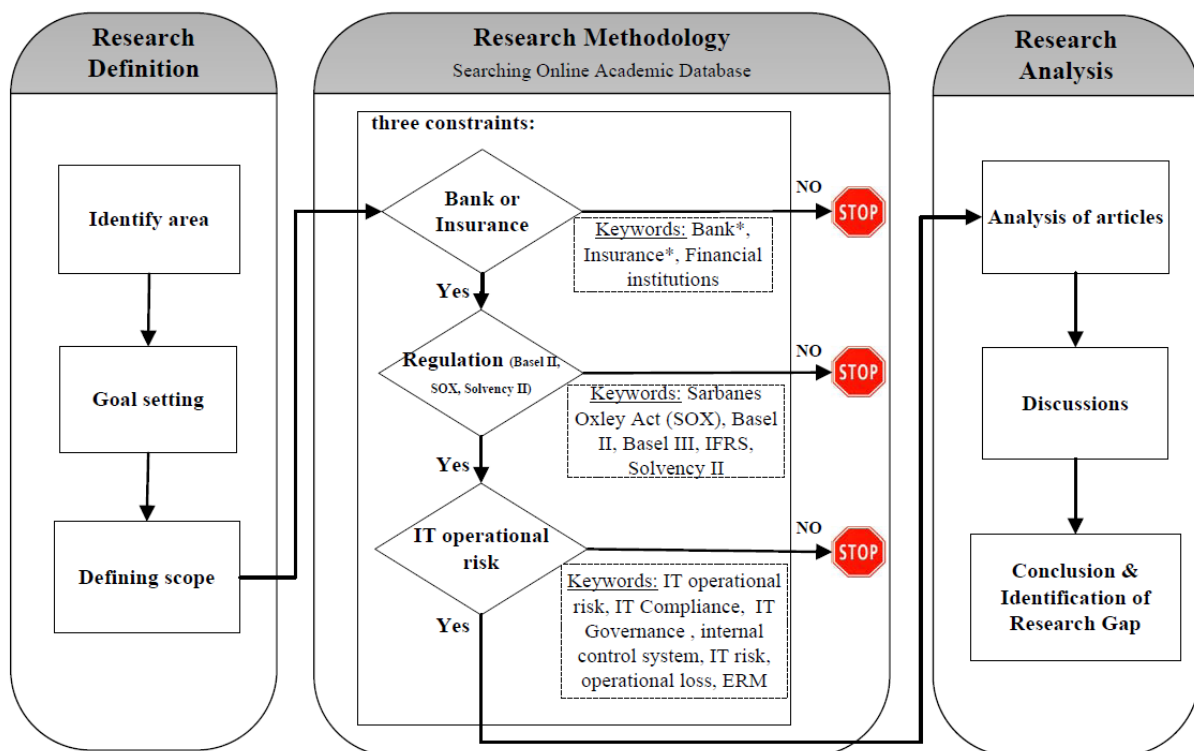 Research
Definition
Identify area
Goal setting
Defining scope
Research Methodology
Searching Online Academic Database
three constraints:
Bank or
Insurance
NO
STOP
Keywords: Bank*,
Insurance*, Financial
institutions
Yes
Regulation (Basel II,
SOX, Solvency II)
NO
STOP
Keywords: Sarbanes
Oxley Act (SOX), Basel
II, Basel III, IFRS,
Solvency II
Yes
IT operational
risk
NO
STOP
Keywords: IT operational
risk, IT Compliance, IT
Governance , internal
control system, IT risk,
operational loss, ERM
Yes
Research
Analysis
Analysis of articles
Discussions
Conclusion &
Identification of
Research Gap